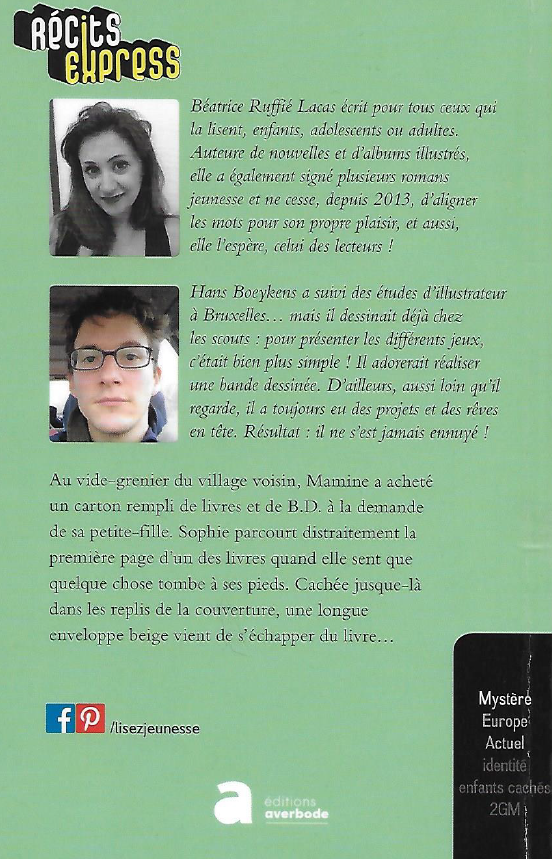 Récits
express
Béatrice Ruffié Lacas écrit pour tous ceux qui
la lisent, enfants, adolescents ou adultes.
Auteure de nouvelles et d'albums illustrés,
elle a également signé plusieurs romans
jeunesse et ne cesse, depuis 2013, d'aligner
les mots pour son propre plaisir, et aussi,
elle l'espère, celui des lecteurs !
Hans Boeykens a suivi des études d'illustrateur
à Bruxelles... mais il dessinait déjà chez
les scouts : pour présenter les différents jeux,
c'était bien plus simple ! Il adorerait réaliser
une bande dessinée. D'ailleurs, aussi loin qu'il
regarde, il a toujours eu des projets et des rêves
en tête. Résultat : il ne s'est jamais ennuyé !
Au vide-grenier du village voisin, Mamine a acheté
un carton rempli de livres et de B.D. à la demande
de sa petite-fille. Sophie parcourt distraitement la
première page d'un des livres quand elle sent que
quelque chose tombe à ses pieds. Cachée jusque-là
dans les replis de la couverture, une longue
enveloppe beige vient de s'échapper du livre...
/lisezjeunesse
Mystère
Europe
Actuel
identité
enfants cachés
2GM
a
éditions
averbode